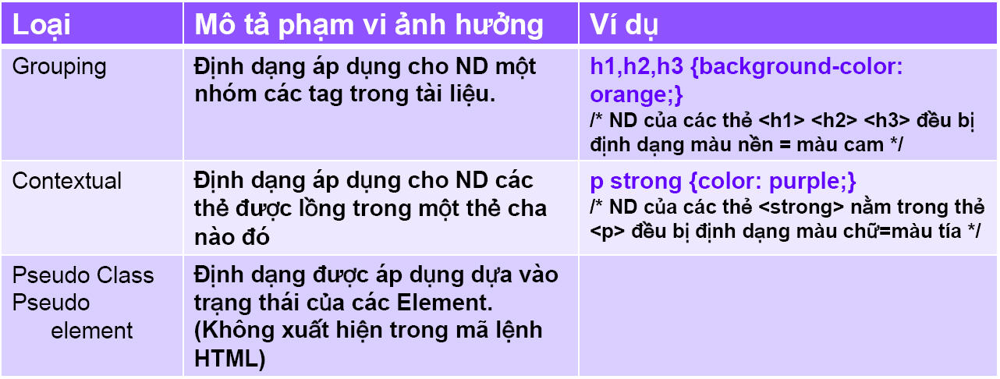 Loại
Mô tả phạm vi ảnh hưởng
Ví dụ
Grouping
Định dạng áp dụng cho ND một
nhóm các tag trong tài liệu.
h1,h2,h3 {background-color:
orange;}
/* ND của các thẻ <h1> <h2> <h3> đều bị
định dạng màu nền = màu cam */
Contextual
Định dạng áp dụng cho ND các
thẻ được lồng trong một thẻ cha
nào đó
p strong {color: purple;}
/* ND của các thẻ <strong> nằm trong thẻ
<p> đều bị định dạng màu chữ=màu tía */
Pseudo Class
Pseudo
element
Định dạng được áp dụng dựa vào
trạng thái của các Element.
(Không xuất hiện trong mã lệnh
HTML)